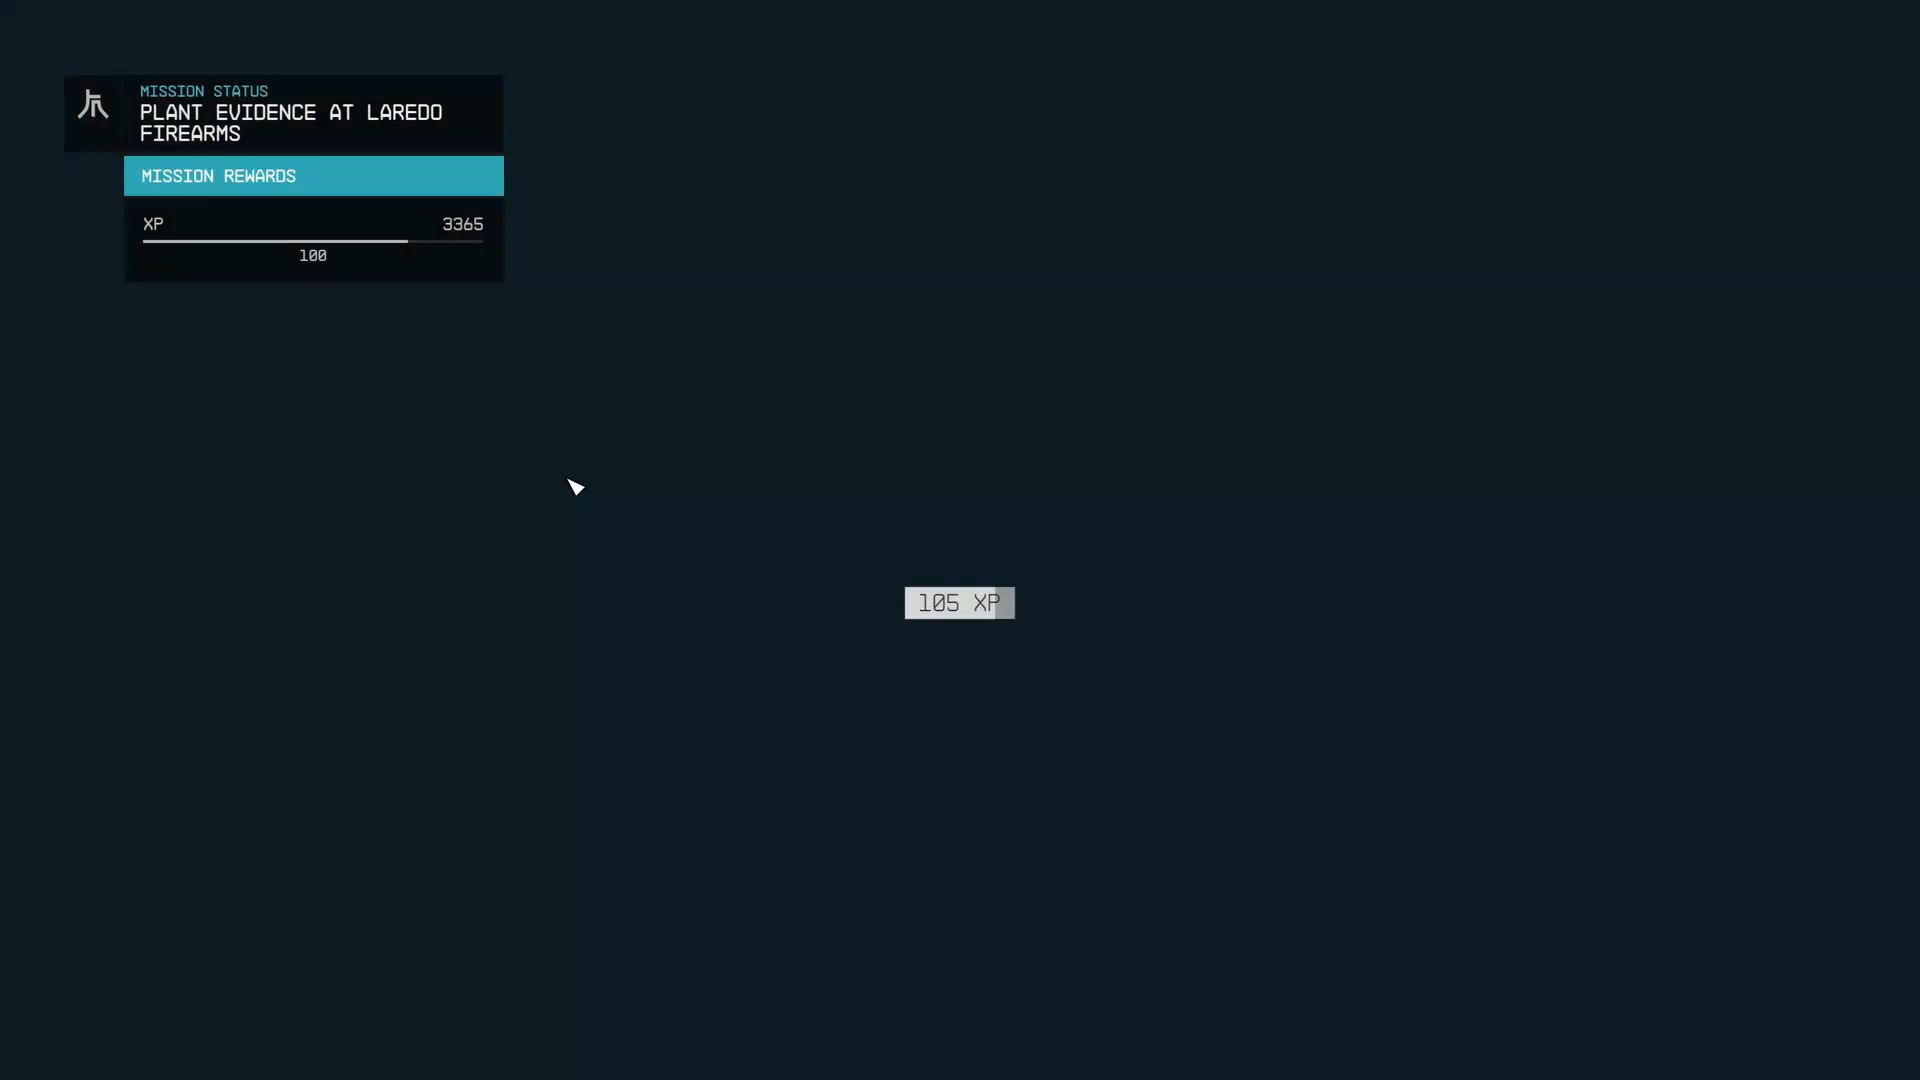 MISSION STATUS
PLANT EVIDENCE AT LAREDO
FIREARMS
MISSION REWARDS
XP 3365
100
105 XP